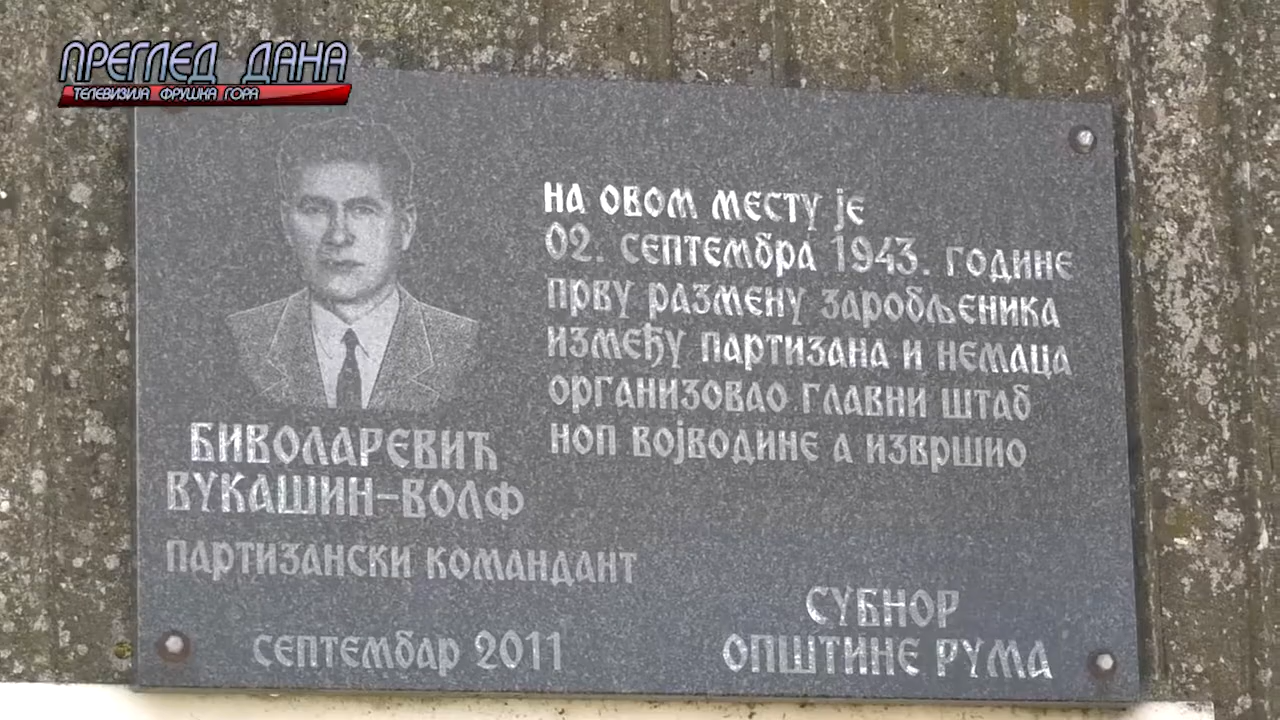 ПРЕГЛЕД ДАНА
ТЕЛЕВИЗИЈА ФРУШКА ГОРА
НА ОВОМ МЕСТУ ЈЕ
02. СЕПТЕМБРА 1943. ГОДИНЕ
ПРВУ РАЗМЕНУ ЗАРОБЉЕНИКА
ИЗМЕЂУ ПАРТИЗАНА И НЕМАЦА
ОРГАНИЗОВАО ГЛАВНИ ШТАБ
НОП ВОЈВОДИНЕ А ИЗВРШИО
БИВОЛАРЕВИЋ
ВУКАШИН-ВОЛФ
ПАРТИЗАНСКИ КОМАНДАНТ
СЕПТЕМБАР 2011
СУБНОР
ОПШТИНЕ РУМА